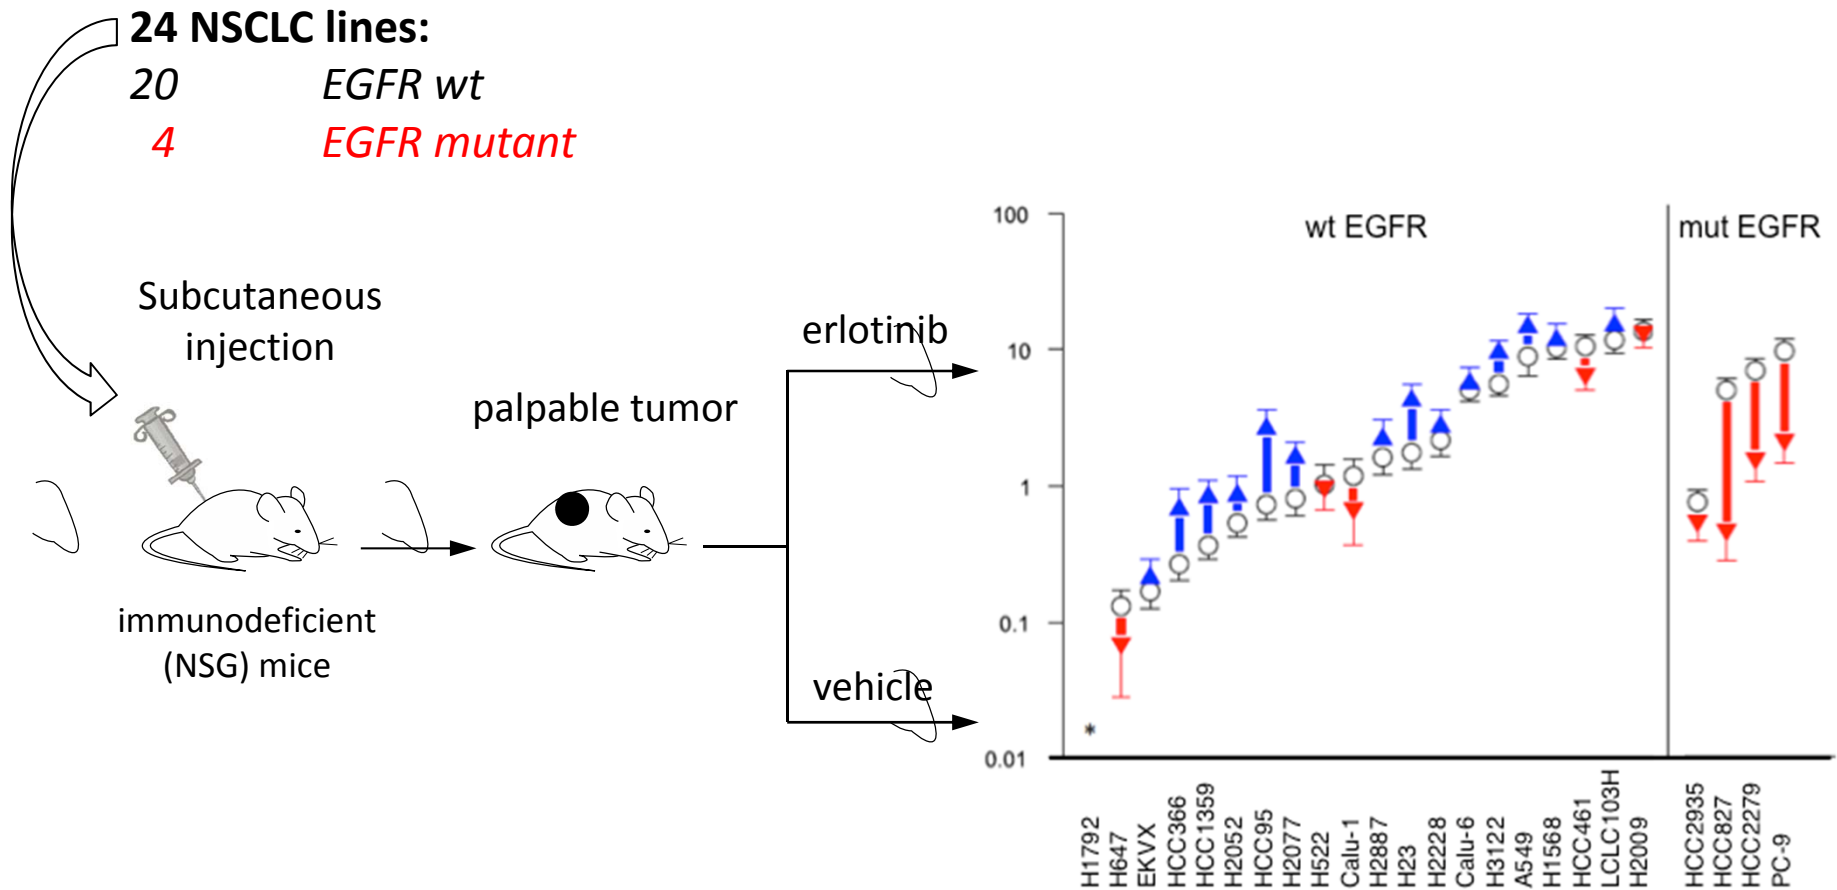 24 NSCLC lines:
20 EGFR wt
4 EGFR mutant
Subcutaneous
injection
immunodeficient
(NSG) mice
palpable tumor
erlotinib
vehicle
wt EGFR
mut EGFR
100
10
1
0.1
0.01
*
H1792
H647
EKVX
HCC366
HCC1359
H2052
HCC95
H2077
H522
Calu-1
H2887
H23
H2228
Calu-6
H3122
A549
H1568
HCC461
LCLC103H
H2009
HCC2935
HCC827
HCC2279
PC-9